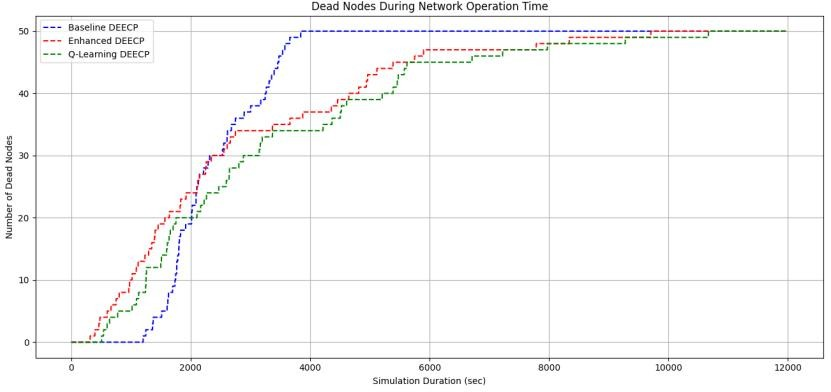 Dead Nodes During Network Operation Time
Baseline DEECP
Enhanced DEECP
Q-Learning DEECP
50
40
30
20
10
0
Number of Dead Nodes
0 2000 4000 6000 8000 10000 12000
Simulation Duration (sec)